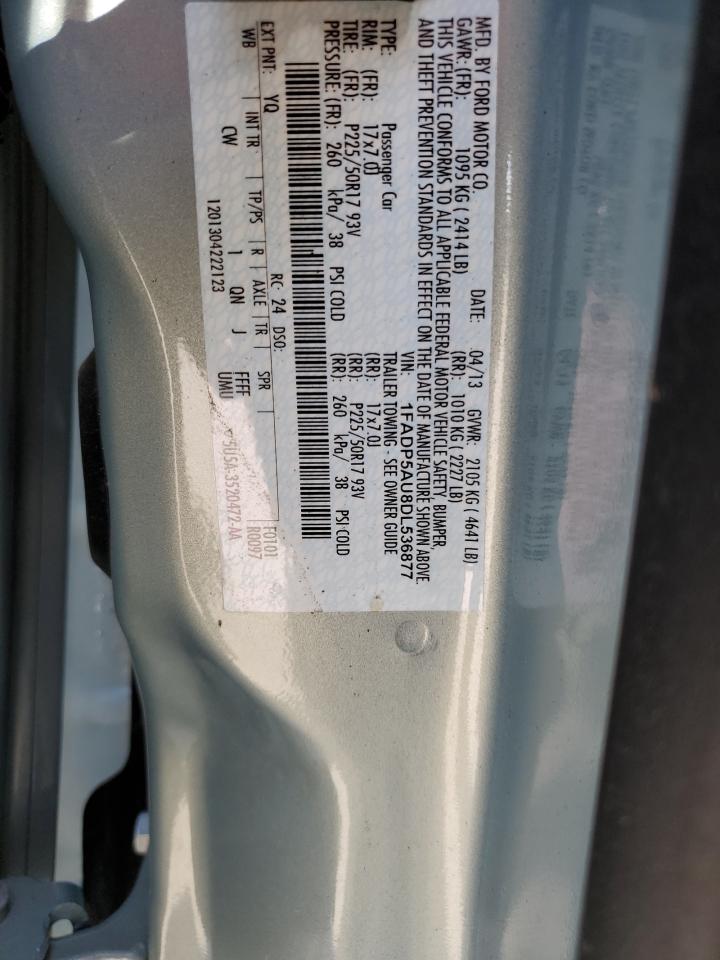 MFD. BY FORD MOTOR CO.
DATE: 04/13 GVWR: 2105 KG ( 4641 LB)
GAWR: (FR): 1095 KG ( 2414 LB) (RR): 1010 KG ( 2227 LB)
THIS VEHICLE CONFORMS TO ALL APPLICABLE FEDERAL MOTOR VEHICLE SAFETY, BUMPER,
AND THEFT PREVENTION STANDARDS IN EFFECT ON THE DATE OF MANUFACTURE SHOWN ABOVE.
VIN: 1FADP5AU8DL536877
TYPE: Passenger Car TRAILER TOWING - SEE OWNER GUIDE
RIM: (FR): 17x7.0J (RR): 17x7.0J
TIRE: (FR): P225/50R17 93V (RR): P225/50R17 93V
PRESSURE: (FR): 260 kPa/ 38 PSI COLD (RR): 260 kPa/ 38 PSI COLD
EXT PNT: YQ RC: 24 DSO: F0101
WB INT TR TP/PS R AXLE TR SPR R0097
CW 1 QN J FFFF
1201304222123 UMU 5U5A-3520472-AA